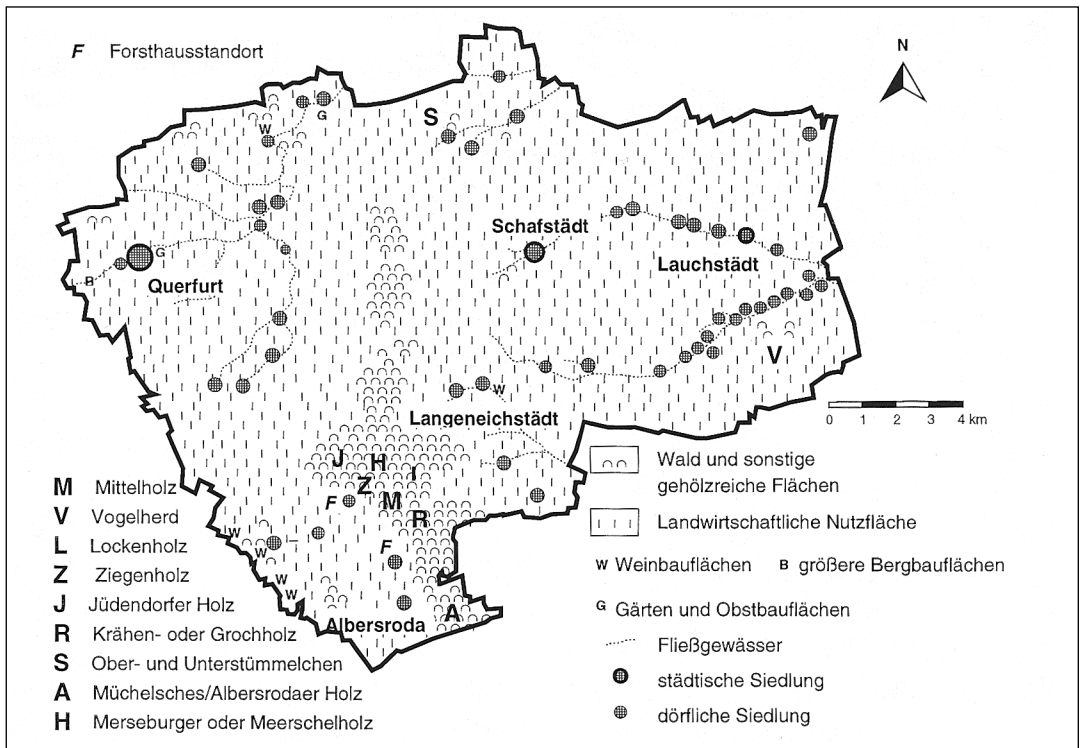 F Forsthausstandort
N
G
W
S
Schafstädt
Lauchstädt
G
B
Querfurt
V
W
Langeneichstädt
0 1 2 3 4 km
J H I
Z
F M
R
F
W
W
W
W
A
Albersroda
M Mittelholz
V Vogelherd
L Lockenholz
Z Ziegenholz
J Jüdendorfer Holz
R Krähen- oder Grochholz
S Ober- und Unterstümmelchen
A Müchelsches/Albersrodaer Holz
H Merseburger oder Meerschelholz
Wald und sonstige
gehölzreiche Flächen
Landwirtschaftliche Nutzfläche
W Weinbauflächen B größere Bergbauflächen
G Gärten und Obstbauflächen
Fließgewässer
städtische Siedlung
dörfliche Siedlung